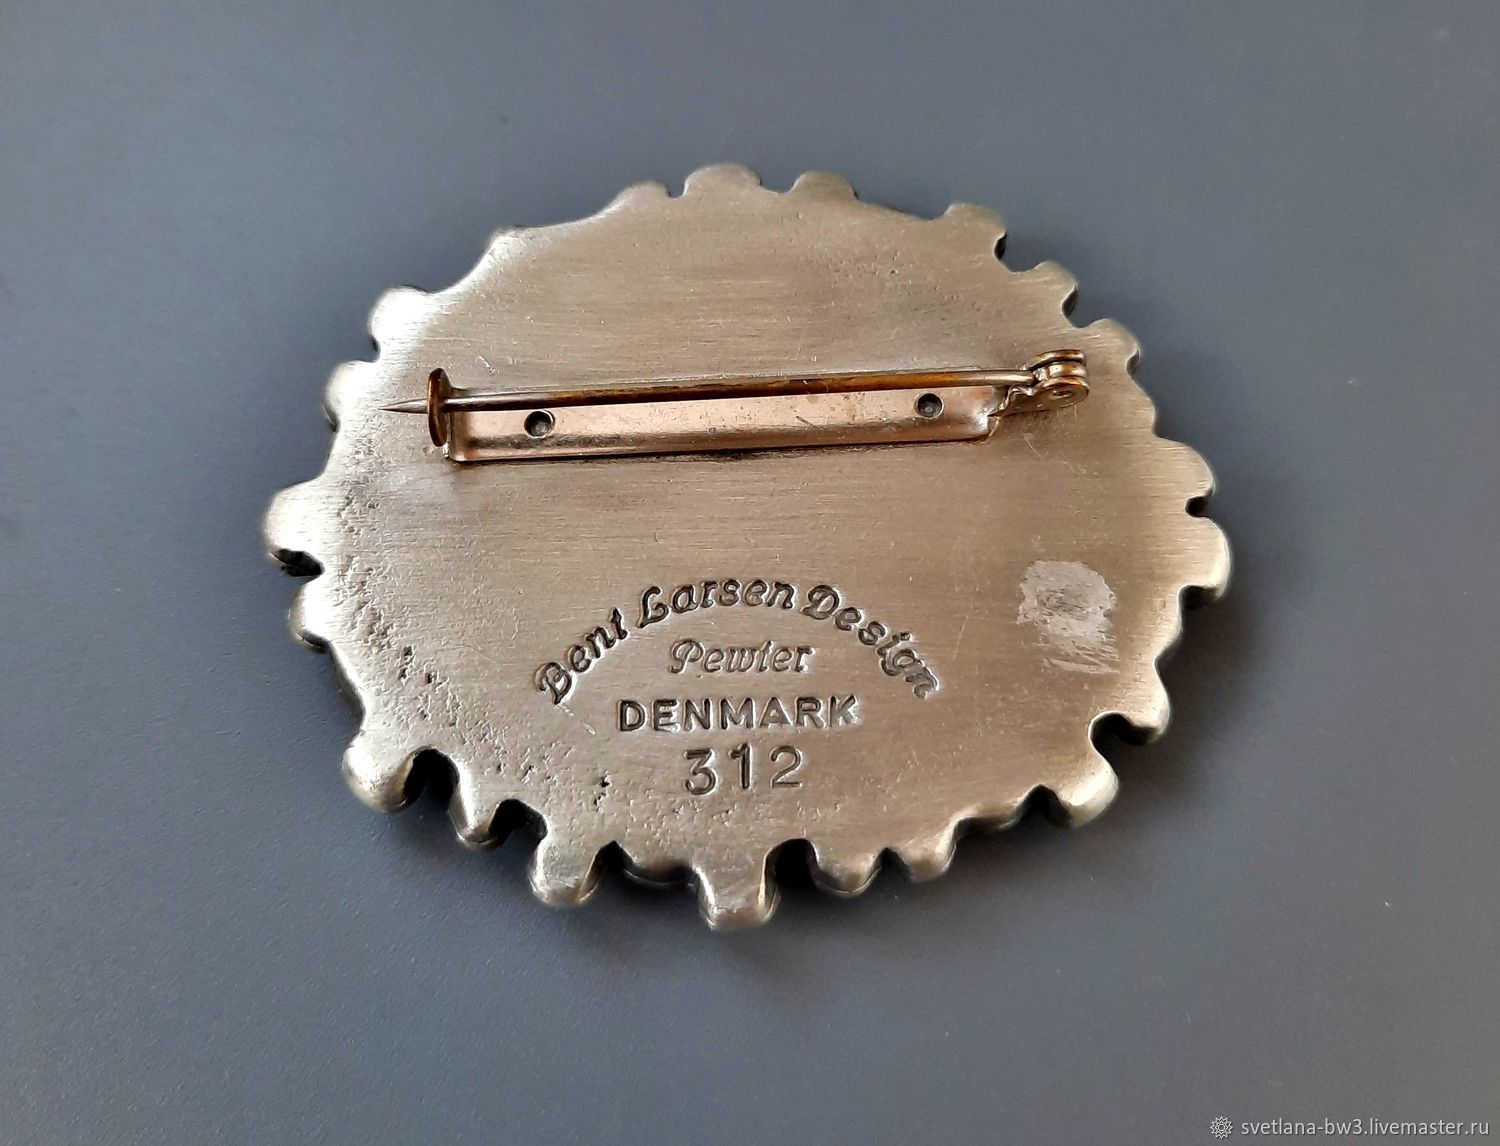 Bent Larsen Design
Pewter
DENMARK
312
svetlana-bw3.livemaster.ru